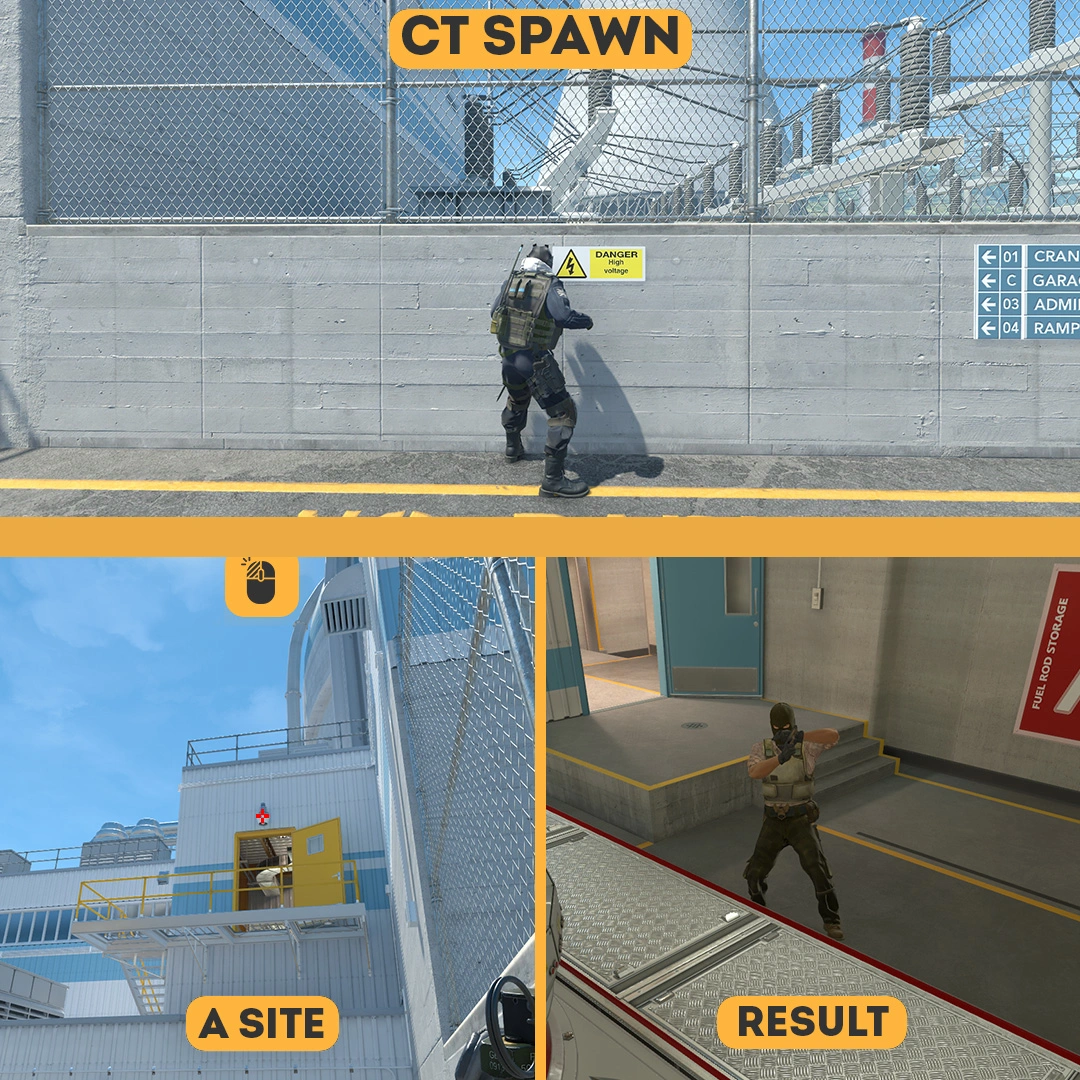 CT SPAWN
DANGER
High
voltage
01 CRAN
C GARAG
03 ADMI
04 RAMP
FUEL ROD STORAGE
A SITE
RESULT